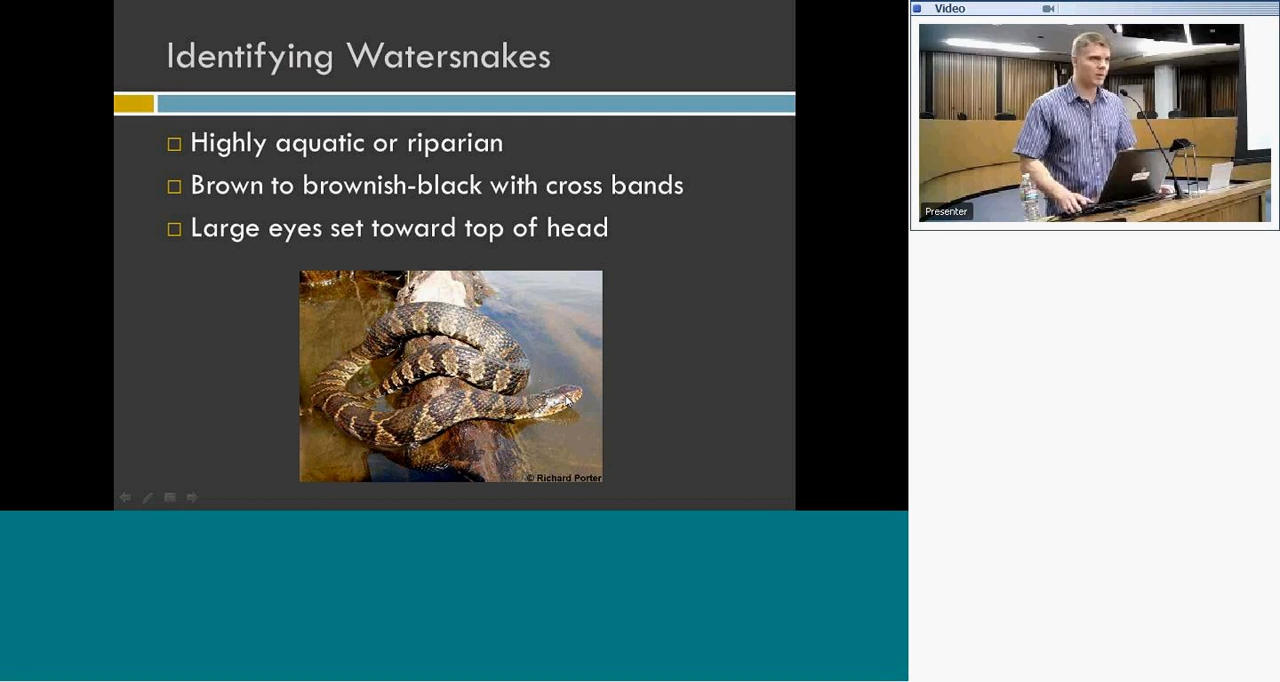 Identifying Watersnakes
Highly aquatic or riparian
Brown to brownish-black with cross bands
Large eyes set toward top of head
© Richard Porter
Video
Presenter